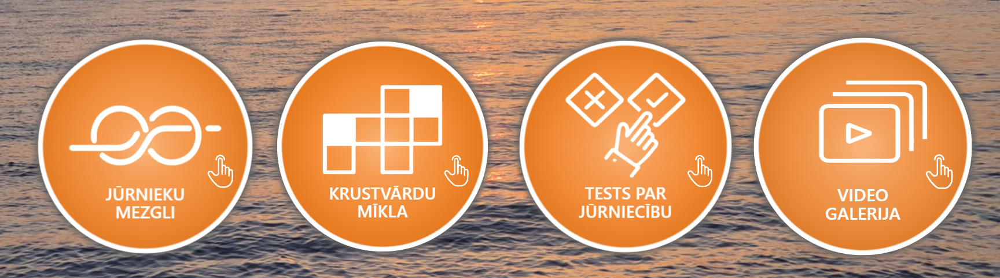 JŪRNIEKU
MEZGLI
KRUSTVĀRDU
MĪKLA
TESTS PAR
JŪRNIECĪBU
VIDEO
GALERIJA